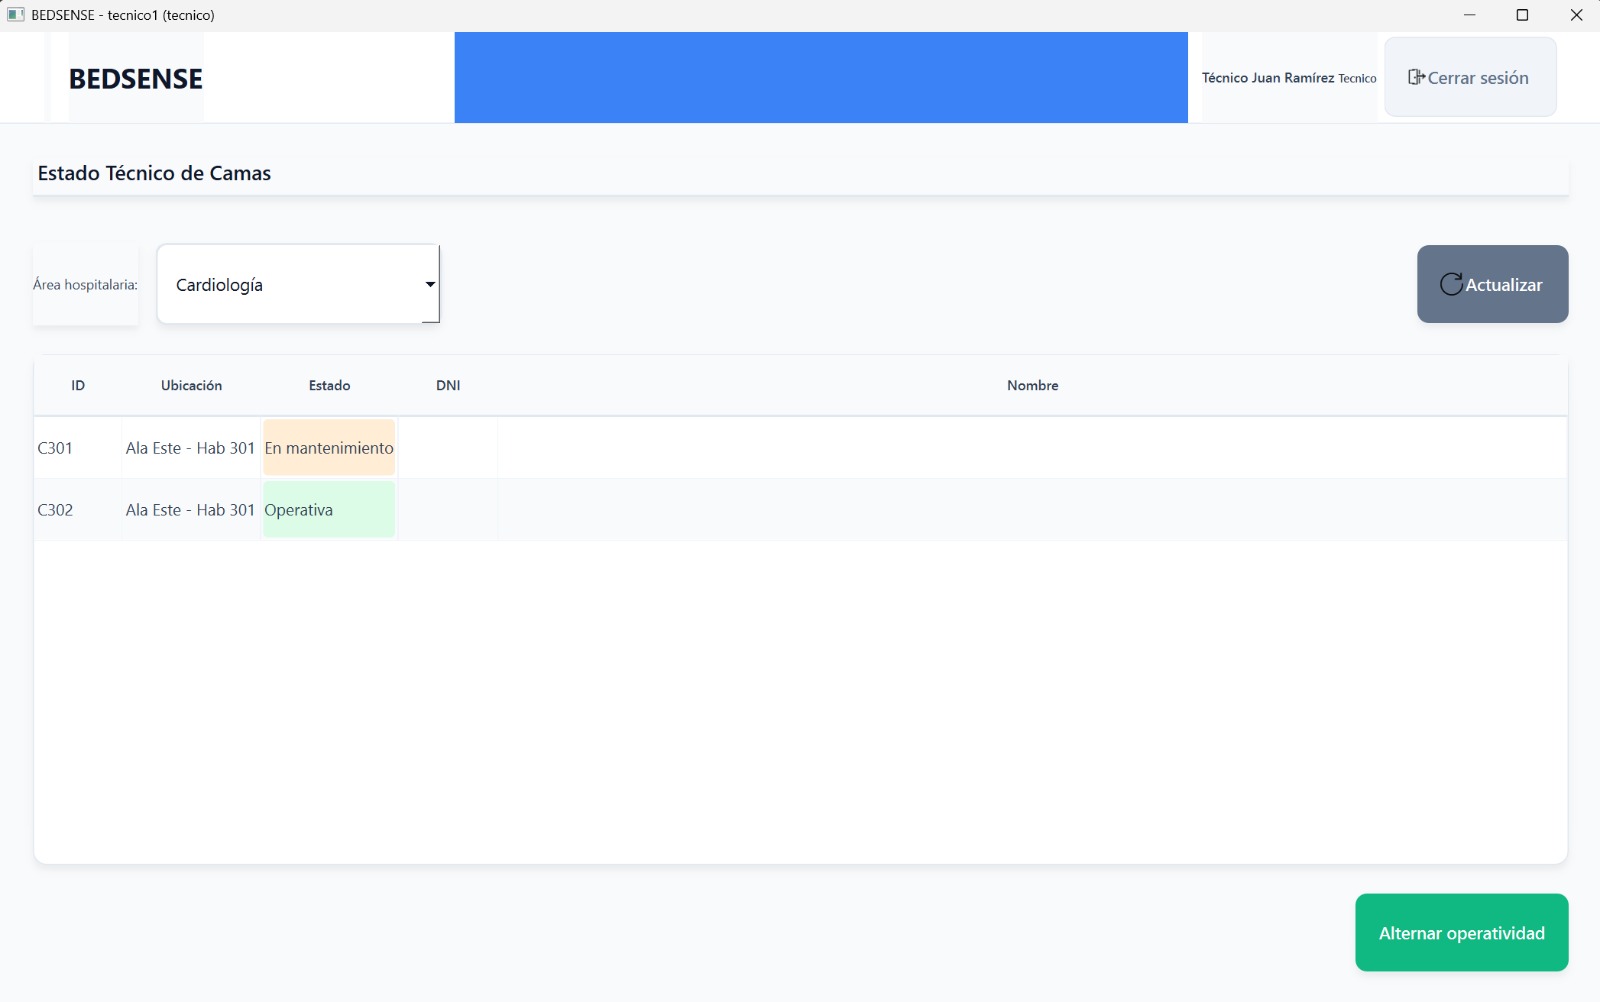 BEDSENSE - tecnico1 (tecnico)
BEDSENSE
Técnico Juan Ramírez Tecnico
Cerrar sesión
Estado Técnico de Camas
Área hospitalaria:
Cardiología
Actualizar
ID Ubicación Estado DNI Nombre
C301 Ala Este - Hab 301 En mantenimiento
C302 Ala Este - Hab 301 Operativa
Alternar operatividad